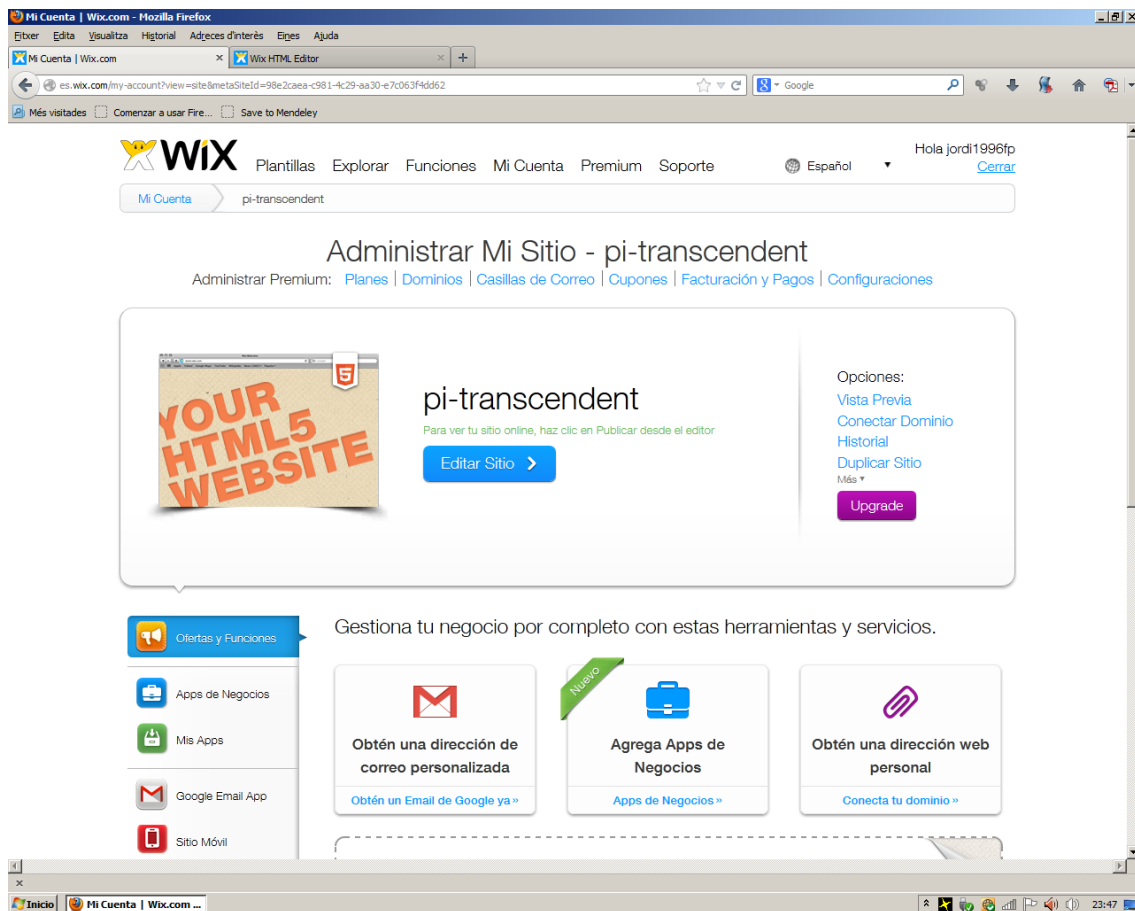 Mi Cuenta | Wix.com - Mozilla Firefox
Fitxer Edita Visualitza Historial Adreces d'interès Eines Ajuda
Mi Cuenta | Wix.com × Wix HTML Editor × +
es.wix.com/my-account?view=site&metaSiteId=98e2caea-c981-4c29-aa30-e7c063f4dd62 Google
Més visitades Comenzar a usar Fire... Save to Mendeley
WiX Plantillas Explorar Funciones Mi Cuenta Premium Soporte Español Hola jordi1996fp
Cerrar
Mi Cuenta pi-transcendent
Administrar Mi Sitio - pi-transcendent
Administrar Premium: Planes | Dominios | Casillas de Correo | Cupones | Facturación y Pagos | Configuraciones
YOUR
HTML5
WEBSITE
5
pi-transcendent
Para ver tu sitio online, haz clic en Publicar desde el editor
Editar Sitio
Opciones:
Vista Previa
Conectar Dominio
Historial
Duplicar Sitio
Más
Upgrade
Ofertas y Funciones
Apps de Negocios
Mis Apps
Google Email App
Sitio Móvil
Gestiona tu negocio por completo con estas herramientas y servicios.
Obtén una dirección de
correo personalizada
Obtén un Email de Google ya »
Nuevo
Agrega Apps de
Negocios
Apps de Negocios »
Obtén una dirección web
personal
Conecta tu dominio »
×
Inicio Mi Cuenta | Wix.com ... 23:47